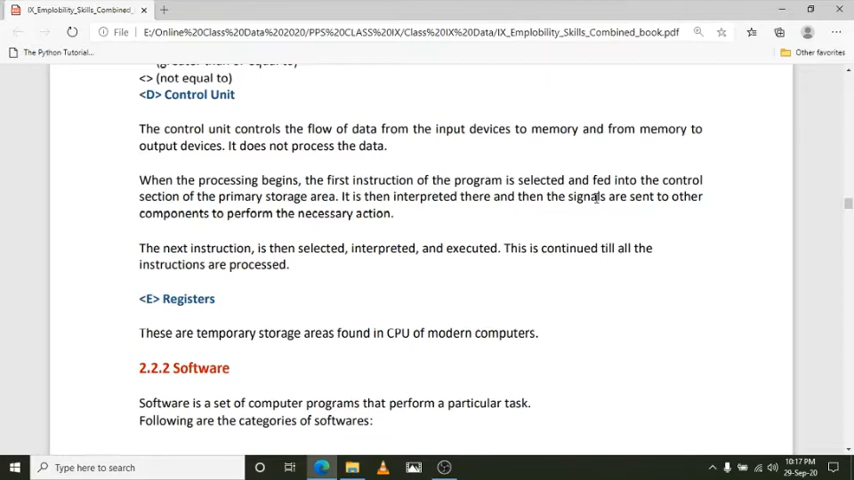 IX_Emplobility_Skills_Combined_b
File
E:/Online%20Class%20Data%202020/PPS%20CLASS%20IX/Class%20IX%20Data/IX_Emplobility_Skills_Combined_book.pdf
The Python Tutorial...
Other favorites
<> (not equal to)
<D> Control Unit
The control unit controls the flow of data from the input devices to memory and from memory to
output devices. It does not process the data.
When the processing begins, the first instruction of the program is selected and fed into the control
section of the primary storage area. It is then interpreted there and then the signals are sent to other
components to perform the necessary action.
The next instruction, is then selected, interpreted, and executed. This is continued till all the
instructions are processed.
<E> Registers
These are temporary storage areas found in CPU of modern computers.
2.2.2 Software
Software is a set of computer programs that perform a particular task.
Following are the categories of softwares:
Type here to search
10:17 PM
29-Sep-20